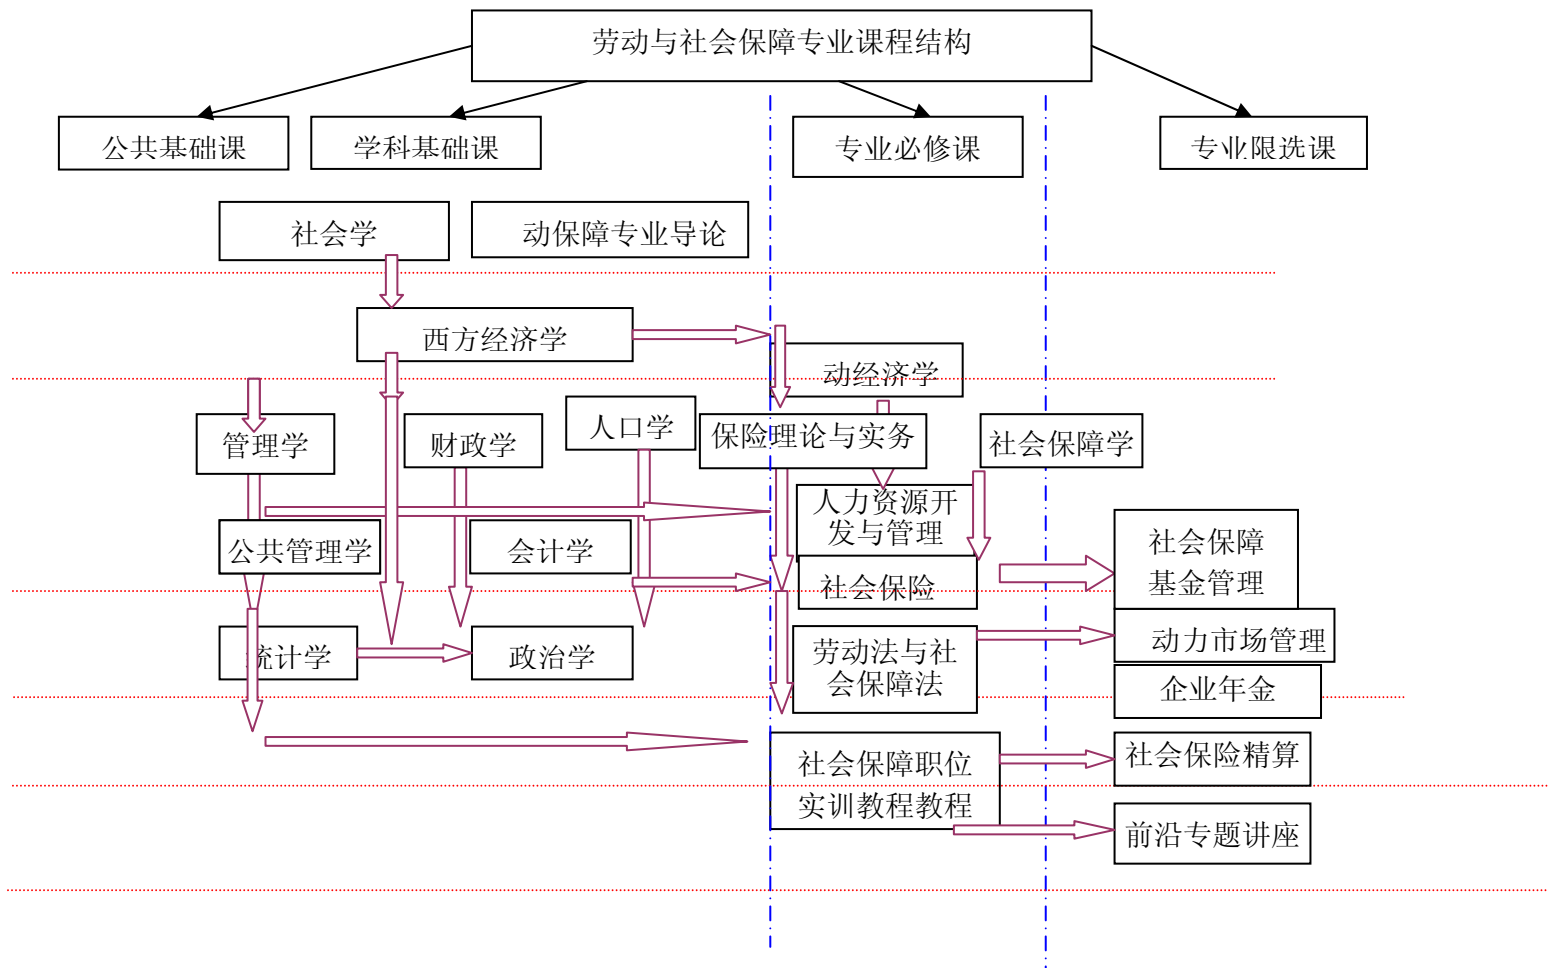 劳动与社会保障专业课程结构
公共基础课
学科基础课
专业必修课
专业限选课
社会学
动保障专业导论
西方经济学
动经济学
管理学
财政学
人口学
保险理论与实务
社会保障学
人力资源开
发与管理
公共管理学
会计学
社会保险
社会保障
基金管理
统计学
政治学
劳动法与社
会保障法
动力市场管理
企业年金
社会保障职位
实训教程教程
社会保险精算
前沿专题讲座